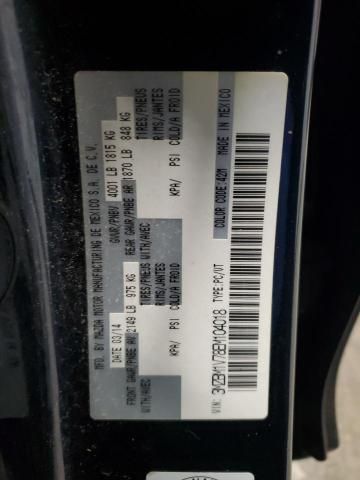 MFG. BY MAZDA MOTOR MANUFACTURING DE MEXICO S.A. DE C.V.
DATE 03/14 GVWR/PNBV 4001 LB 1815 KG
FRONT GAWR/PNBE AV 2149 LB 975 KG REAR GAWR/PNBE AR 1870 LB 848 KG
WITH/AVEC TIRES/PNEUS WITH/AVEC TIRES/PNEUS
RIMS/JANTES RIMS/JANTES
KPA/ PSI COLD/A FROID KPA/ PSI COLD/A FROID
VIN: 3MZBM1V78EM104018 TYPE:PC/VT
COLOR CODE:42M MADE IN MEXICO